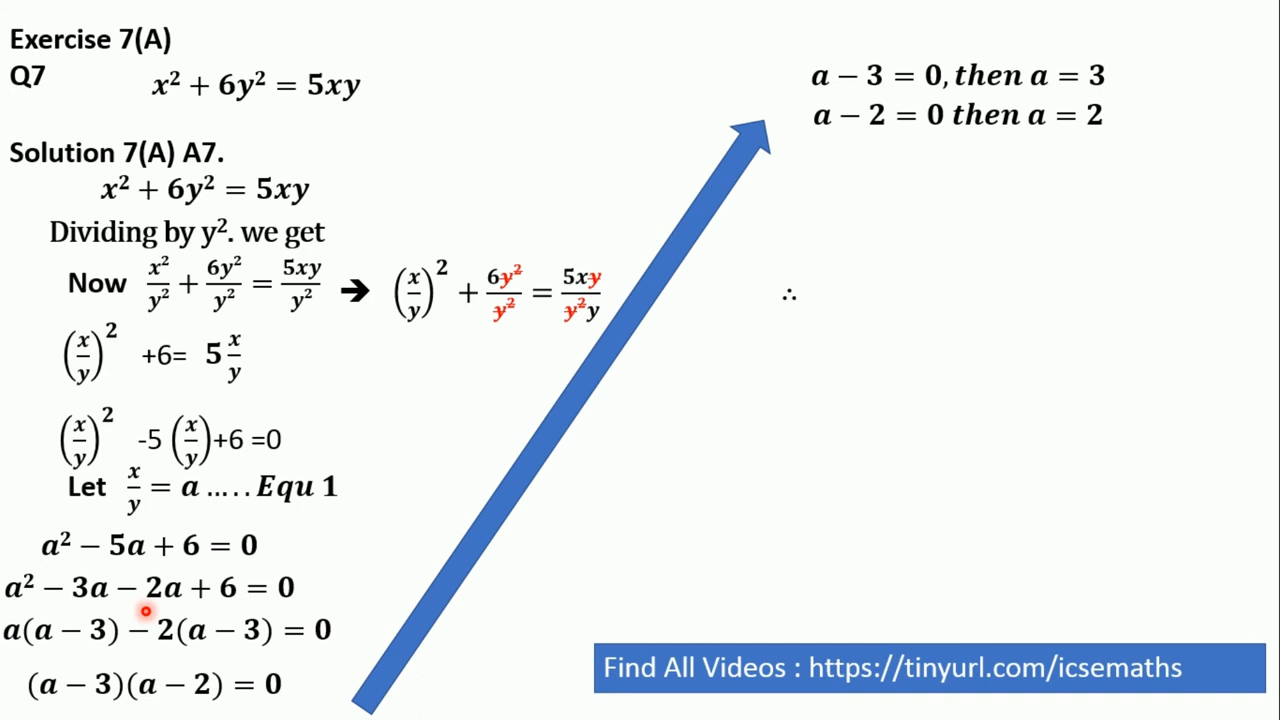 Exercise 7(A)
Q7 x² + 6y² = 5xy
Solution 7(A) A7.
x² + 6y² = 5xy
Dividing by y². we get
Now x²/y² + 6y²/y² = 5xy/y² ➔ (x/y)² + 6y²/y² = 5xy/y²y
(x/y)² +6= 5 x/y
(x/y)² -5 (x/y)+6 =0
Let x/y = a ..... Equ 1
a² − 5a + 6 = 0
a² − 3a − 2a + 6 = 0
a(a − 3) − 2(a − 3) = 0
(a − 3)(a − 2) = 0
a − 3 = 0, then a = 3
a − 2 = 0 then a = 2
∴
Find All Videos : https://tinyurl.com/icsemaths